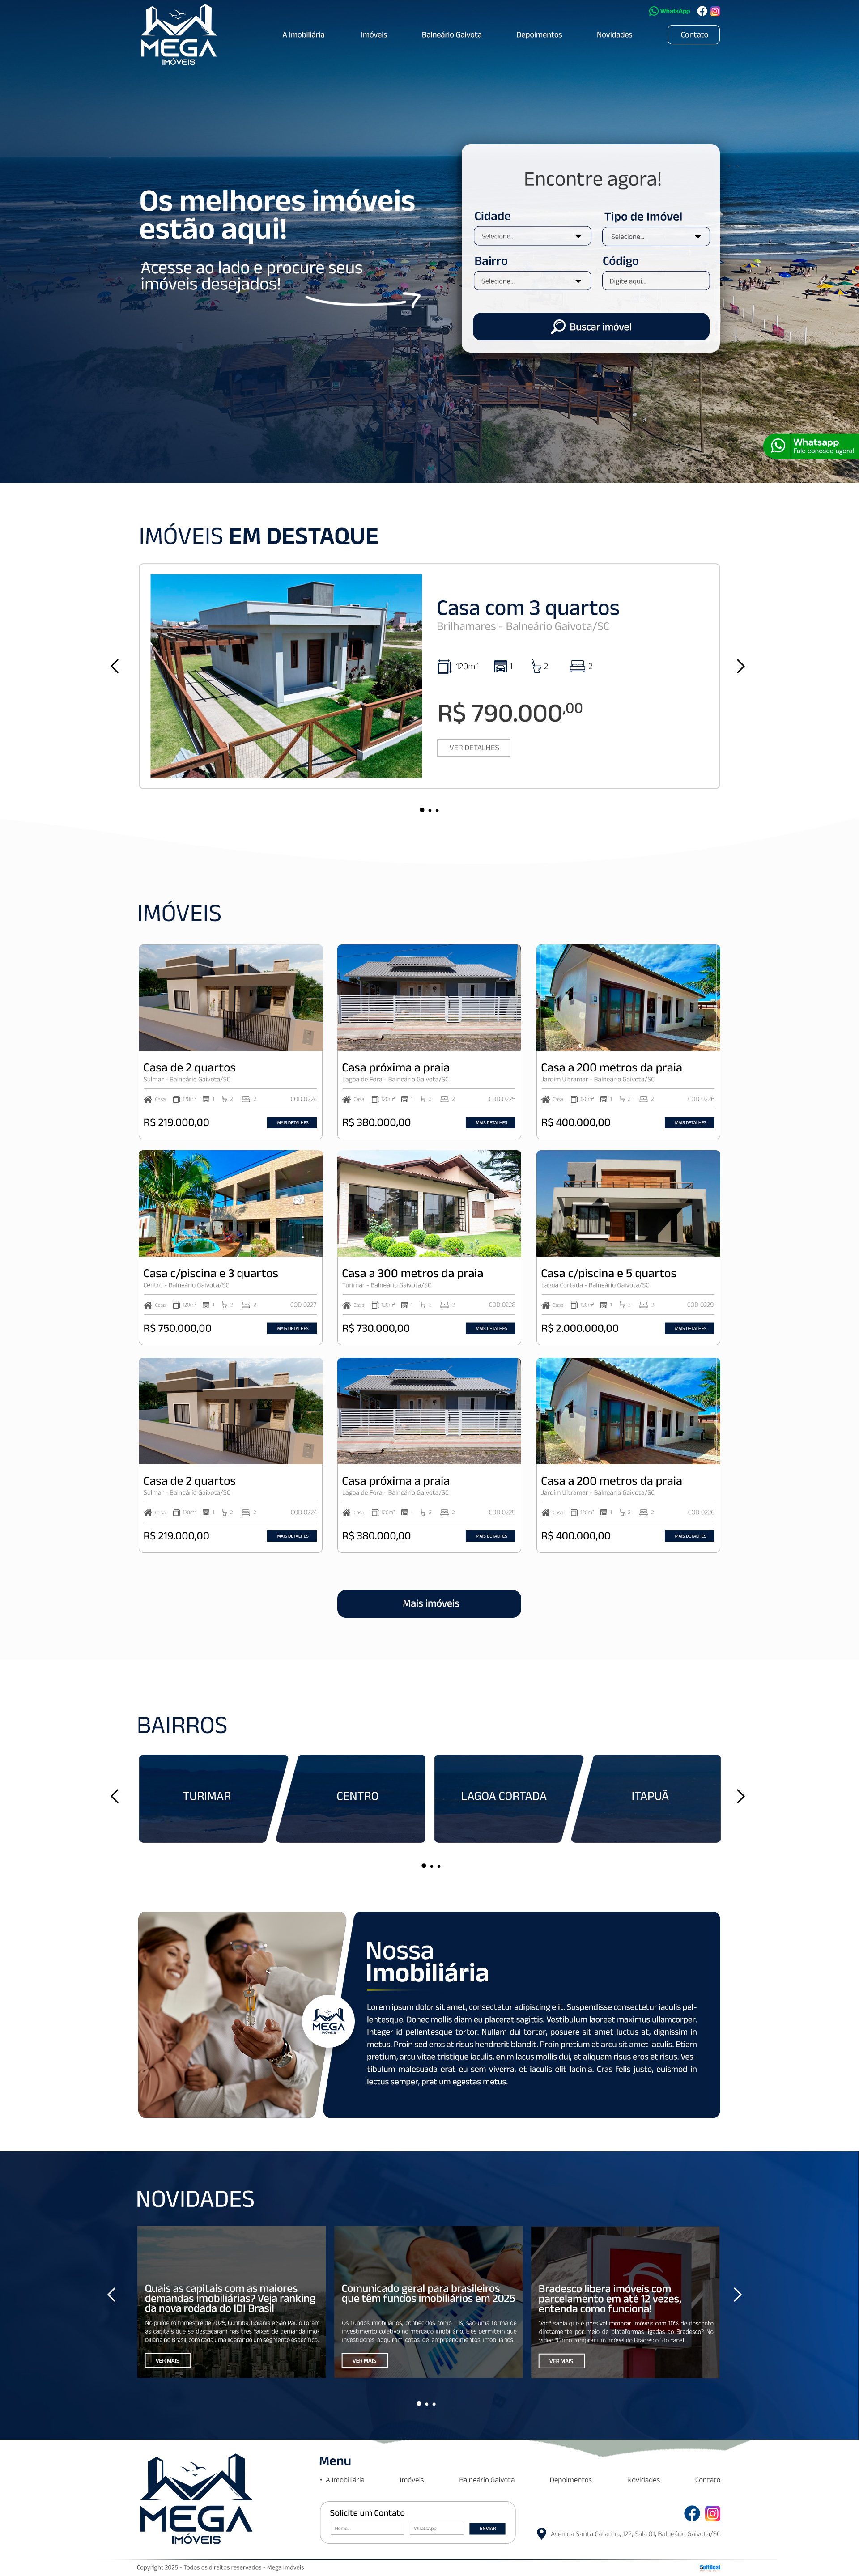 WhatsApp
MEGA
IMÓVEIS
A Imobiliária
Imóveis
Balneário Gaivota
Depoimentos
Novidades
Contato
Os melhores imóveis
estão aqui!
Acesse ao lado e procure seus
imóveis desejados!
Encontre agora!
Cidade
Tipo de Imóvel
Selecione...
Selecione...
Bairro
Código
Selecione...
Digite aqui...
Buscar imóvel
Whatsapp
Fale conosco agora!
IMÓVEIS EM DESTAQUE
Casa com 3 quartos
Brilhamares - Balneário Gaivota/SC
120m² 1 2 2
R$ 790.000,00
VER DETALHES
IMÓVEIS
Casa de 2 quartos
Sulmar - Balneário Gaivota/SC
Casa 120m² 1 2 2 COD 0224
R$ 219.000,00 MAIS DETALHES
Casa próxima a praia
Lagoa de Fora - Balneário Gaivota/SC
Casa 120m² 1 2 2 COD 0225
R$ 380.000,00 MAIS DETALHES
Casa a 200 metros da praia
Jardim Ultramar - Balneário Gaivota/SC
Casa 120m² 1 2 2 COD 0226
R$ 400.000,00 MAIS DETALHES
Casa c/piscina e 3 quartos
Centro - Balneário Gaivota/SC
Casa 120m² 1 2 2 COD 0227
R$ 750.000,00 MAIS DETALHES
Casa a 300 metros da praia
Turimar - Balneário Gaivota/SC
Casa 120m² 1 2 2 COD 0228
R$ 730.000,00 MAIS DETALHES
Casa c/piscina e 5 quartos
Lagoa Cortada - Balneário Gaivota/SC
Casa 120m² 1 2 2 COD 0229
R$ 2.000.000,00 MAIS DETALHES
Casa de 2 quartos
Sulmar - Balneário Gaivota/SC
Casa 120m² 1 2 2 COD 0224
R$ 219.000,00 MAIS DETALHES
Casa próxima a praia
Lagoa de Fora - Balneário Gaivota/SC
Casa 120m² 1 2 2 COD 0225
R$ 380.000,00 MAIS DETALHES
Casa a 200 metros da praia
Jardim Ultramar - Balneário Gaivota/SC
Casa 120m² 1 2 2 COD 0226
R$ 400.000,00 MAIS DETALHES
Mais imóveis
BAIRROS
TURIMAR
CENTRO
LAGOA CORTADA
ITAPUÃ
MEGA
IMÓVEIS
Nossa
Imobiliária
Lorem ipsum dolor sit amet, consectetur adipiscing elit. Suspendisse consectetur iaculis pel-
lentesque. Donec mollis diam eu placerat sagittis. Vestibulum laoreet maximus ullamcorper.
Integer id pellentesque tortor. Nullam dui tortor, posuere sit amet luctus at, dignissim in
metus. Proin sed eros at risus hendrerit blandit. Proin pretium at arcu sit amet iaculis. Etiam
pretium, arcu vitae tristique iaculis, enim lacus mollis dui, et aliquam risus eros et risus. Ves-
tibulum malesuada erat eu sem viverra, et iaculis elit lacinia. Cras felis justo, euismod in
lectus semper, pretium egestas metus.
NOVIDADES
Quais as capitais com as maiores
demandas imobiliárias? Veja ranking
da nova rodada do IDI Brasil
No primeiro trimestre de 2025, Curitiba, Goiânia e São Paulo foram
as capitais que se destacaram nas três faixas de demanda imo-
biliária no Brasil, com cada uma liderando um segmento específico.
VER MAIS
Comunicado geral para brasileiros
que têm fundos imobiliários em 2025
Os fundos imobiliários, conhecidos como FIIs, são uma forma de
investimento coletivo no mercado imobiliário. Eles permitem que
investidores adquiram cotas de empreendimentos imobiliários...
VER MAIS
Bradesco libera imóveis com
parcelamento em até 12 vezes,
entenda como funciona!
Você sabia que é possível comprar imóveis com 10% de desconto
diretamente por meio de plataformas ligadas ao Bradesco? No
vídeo "Como comprar um imóvel do Bradesco" do canal...
VER MAIS
MEGA
IMÓVEIS
Menu
• A Imobiliária
Imóveis
Balneário Gaivota
Depoimentos
Novidades
Contato
Solicite um Contato
Nome...
WhatsApp
ENVIAR
Avenida Santa Catarina, 122, Sala 01, Balneário Gaivota/SC
Copyright 2025 - Todos os direitos reservados - Mega Imóveis
SoftBest